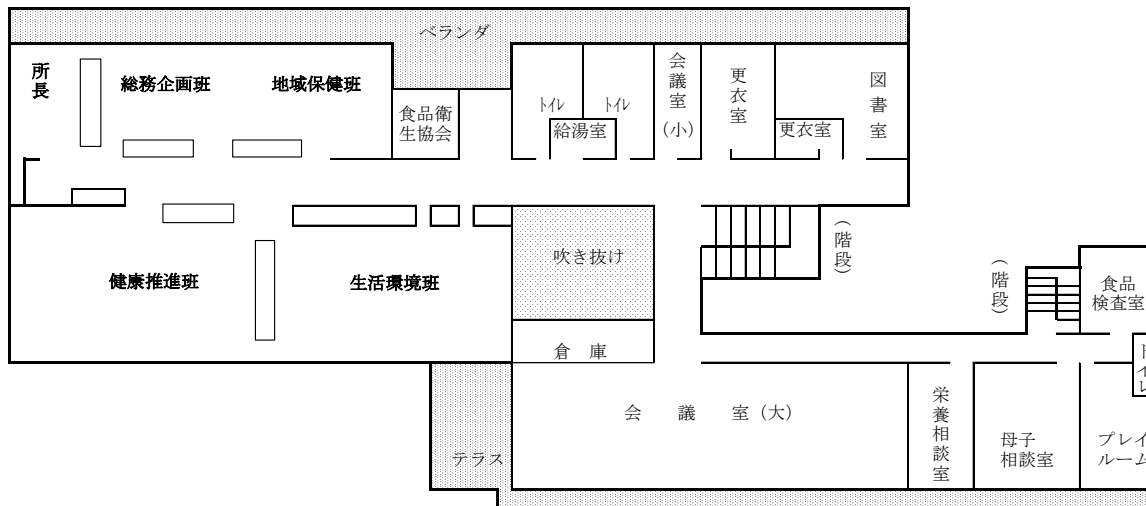 ベランダ
所長
総務企画班
地域保健班
食品衛
生協会
ﾄｲﾚ
ﾄｲﾚ
給湯室
会議室(小)
更衣室
更衣室
図書室
健康推進班
生活環境班
吹き抜け
(階段)
(階段)
食品
検査室
倉 庫
トイレ
会 議 室(大)
栄養相談室
母子
相談室
プレイ
ルーム
テラス